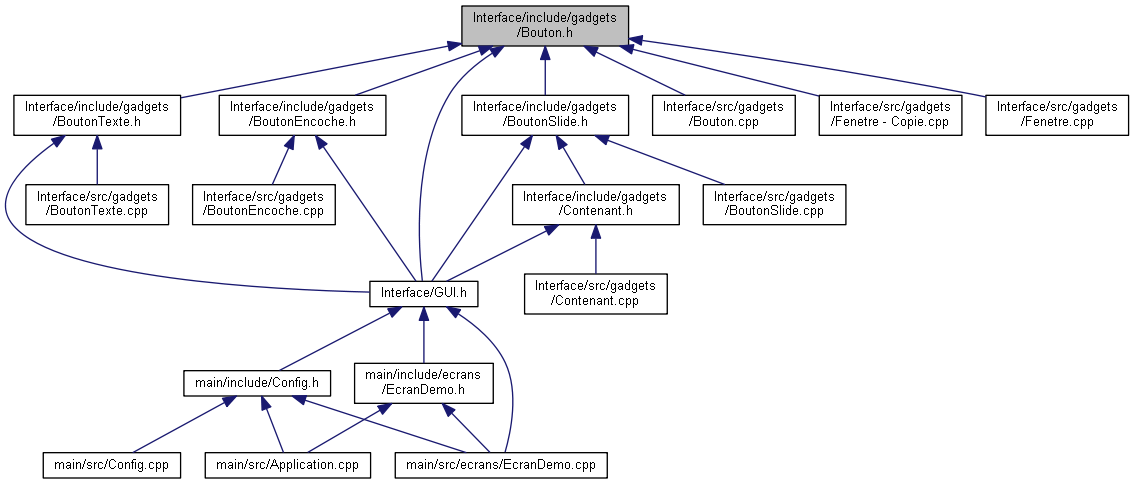 Interface/include/gadgets
/Bouton.h
Interface/include/gadgets
/BoutonTexte.h
Interface/include/gadgets
/BoutonEncoche.h
Interface/include/gadgets
/BoutonSlide.h
Interface/src/gadgets
/Bouton.cpp
Interface/src/gadgets
/Fenetre - Copie.cpp
Interface/src/gadgets
/Fenetre.cpp
Interface/src/gadgets
/BoutonTexte.cpp
Interface/src/gadgets
/BoutonEncoche.cpp
Interface/include/gadgets
/Contenant.h
Interface/src/gadgets
/BoutonSlide.cpp
Interface/GUI.h
Interface/src/gadgets
/Contenant.cpp
main/include/Config.h
main/include/ecrans
/EcranDemo.h
main/src/Config.cpp
main/src/Application.cpp
main/src/ecrans/EcranDemo.cpp